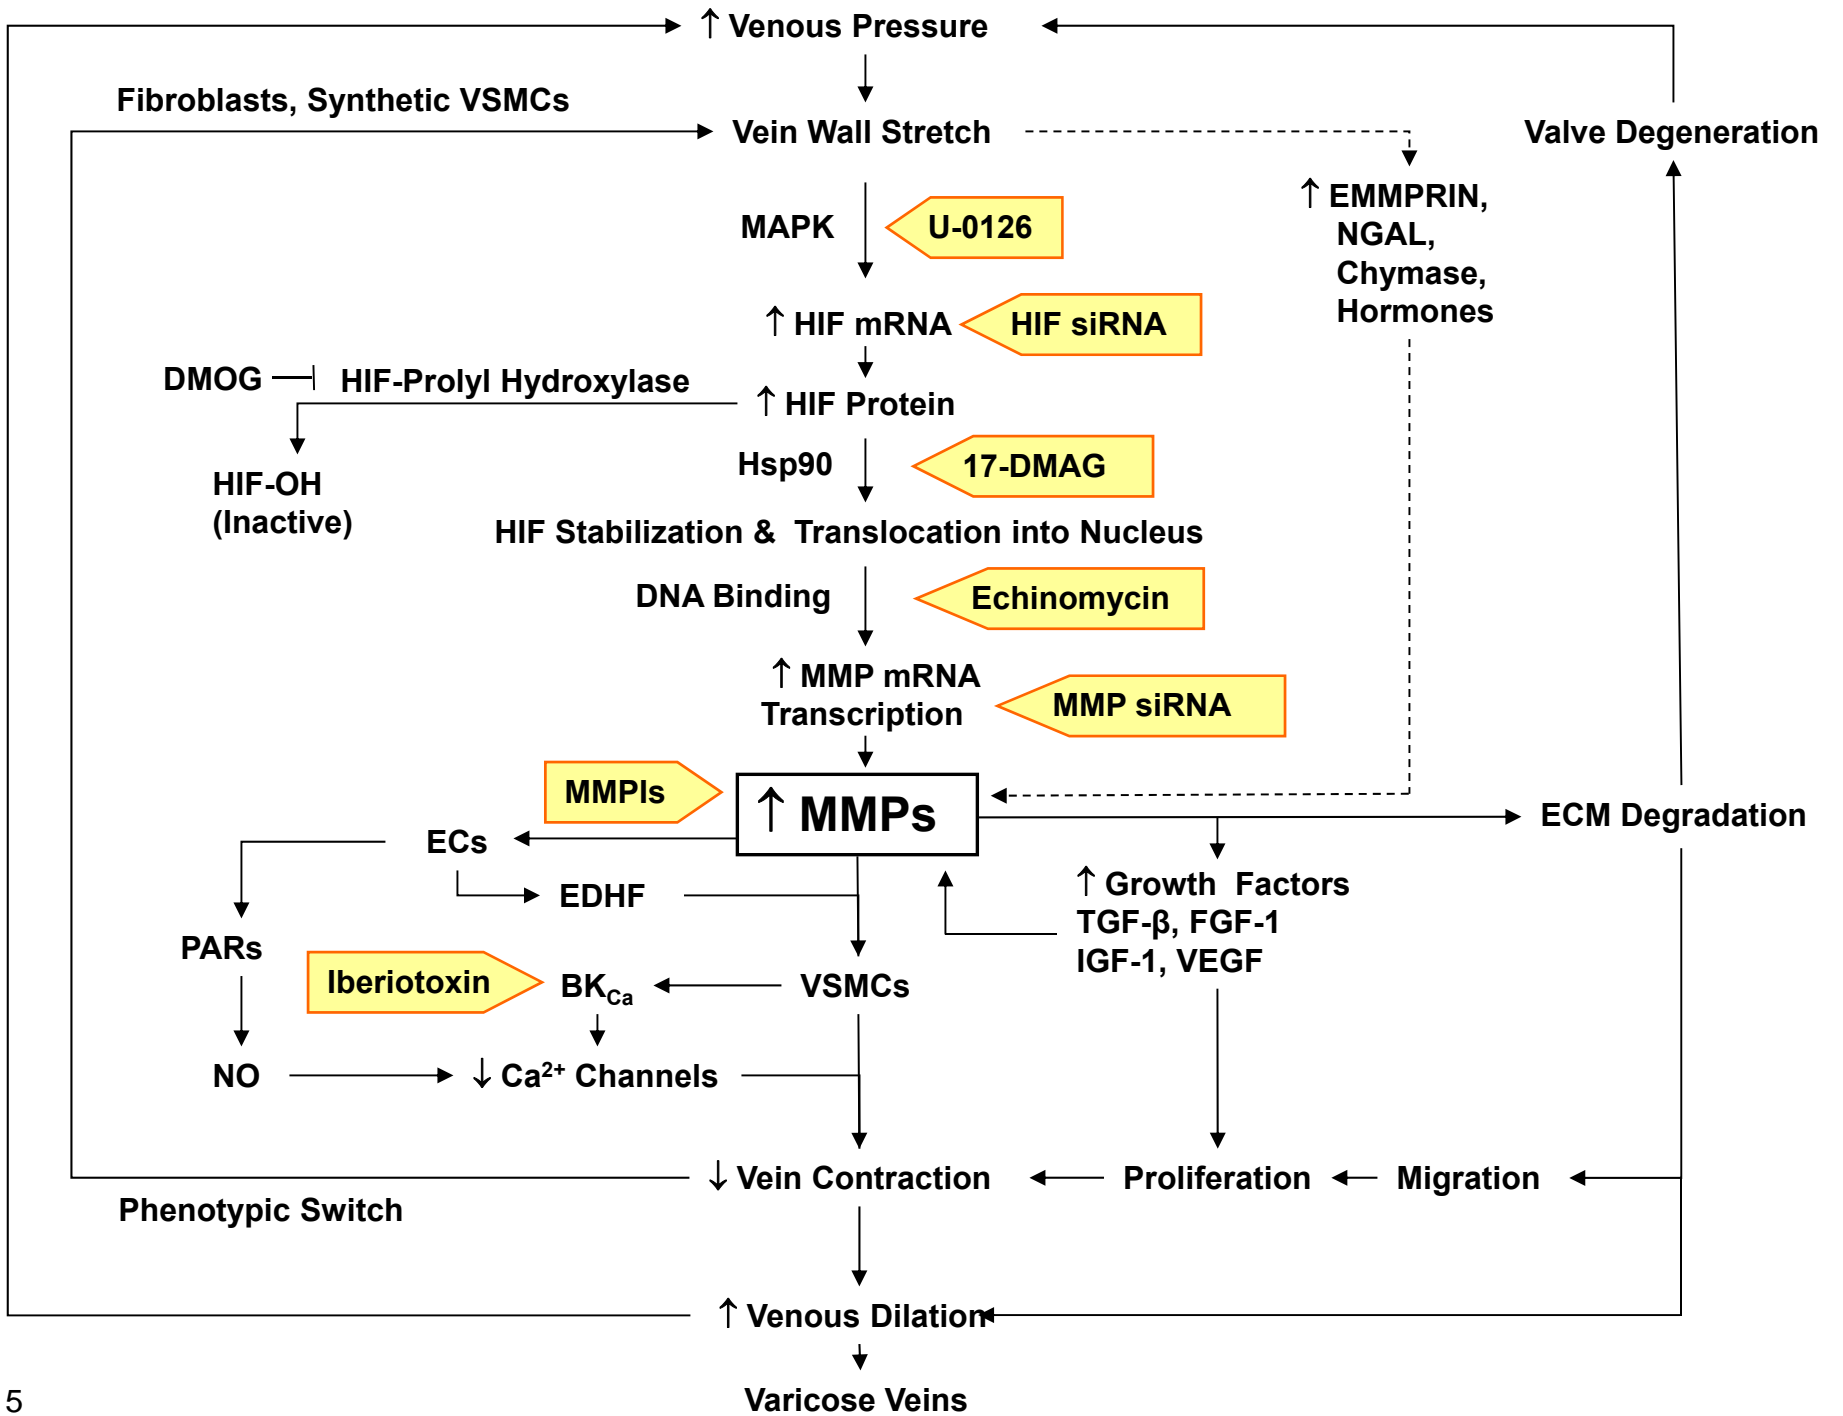 ↑ Venous Pressure
Fibroblasts, Synthetic VSMCs
Vein Wall Stretch
Valve Degeneration
↑ EMMPRIN,
NGAL,
Chymase,
Hormones
MAPK
U-0126
↑ HIF mRNA
HIF siRNA
DMOG
HIF-Prolyl Hydroxylase
↑ HIF Protein
Hsp90
17-DMAG
HIF-OH
(Inactive)
HIF Stabilization & Translocation into Nucleus
DNA Binding
Echinomycin
↑ MMP mRNA
Transcription
MMP siRNA
MMPIs
↑ MMPs
ECM Degradation
ECs
EDHF
↑ Growth Factors
TGF-β, FGF-1
IGF-1, VEGF
PARs
Iberiotoxin
BKCa
VSMCs
NO
↓ Ca2+ Channels
↓ Vein Contraction
Proliferation
Migration
Phenotypic Switch
↑ Venous Dilation
Varicose Veins
5